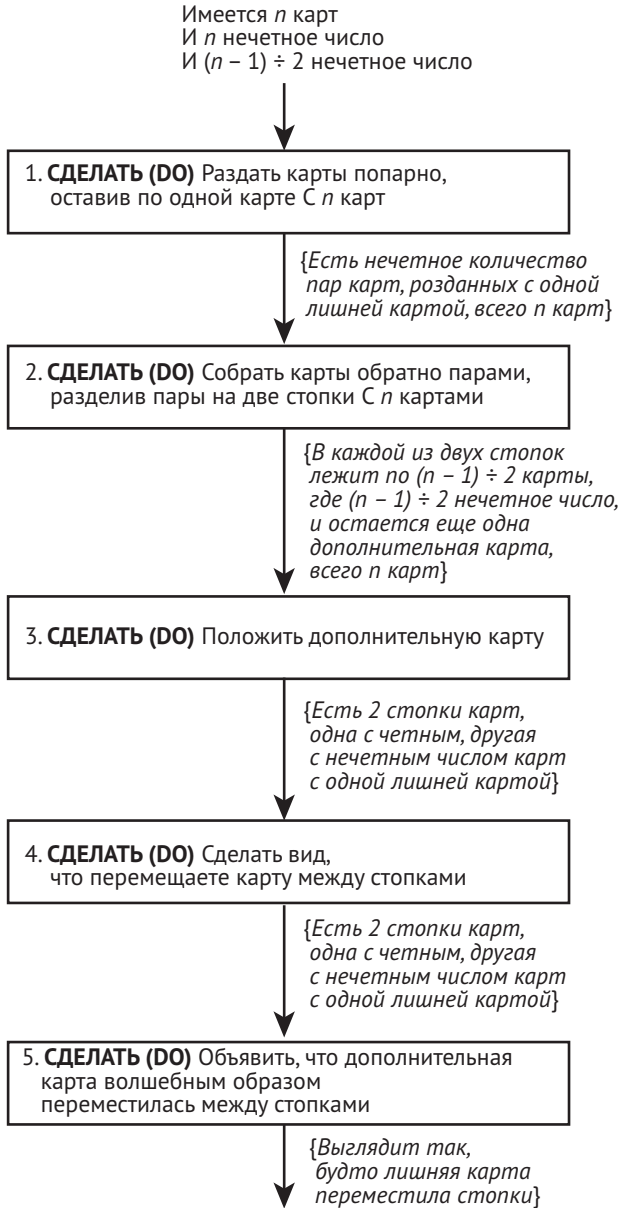 Имеется n карт
И n нечетное число
И (n – 1) ÷ 2 нечетное число
1. СДЕЛАТЬ (DO) Раздать карты попарно,
оставив по одной карте С n карт
{Есть нечетное количество
пар карт, розданных с одной
лишней картой, всего n карт}
2. СДЕЛАТЬ (DO) Собрать карты обратно парами,
разделив пары на две стопки С n картами
{В каждой из двух стопок
лежит по (n – 1) ÷ 2 карты,
где (n – 1) ÷ 2 нечетное число,
и остается еще одна
дополнительная карта,
всего n карт}
3. СДЕЛАТЬ (DO) Положить дополнительную карту
{Есть 2 стопки карт,
одна с четным, другая
с нечетным числом карт
с одной лишней картой}
4. СДЕЛАТЬ (DO) Сделать вид,
что перемещаете карту между стопками
{Есть 2 стопки карт,
одна с четным, другая
с нечетным числом карт
с одной лишней картой}
5. СДЕЛАТЬ (DO) Объявить, что дополнительная
карта волшебным образом
переместилась между стопками
{Выглядит так,
будто лишняя карта
переместила стопки}